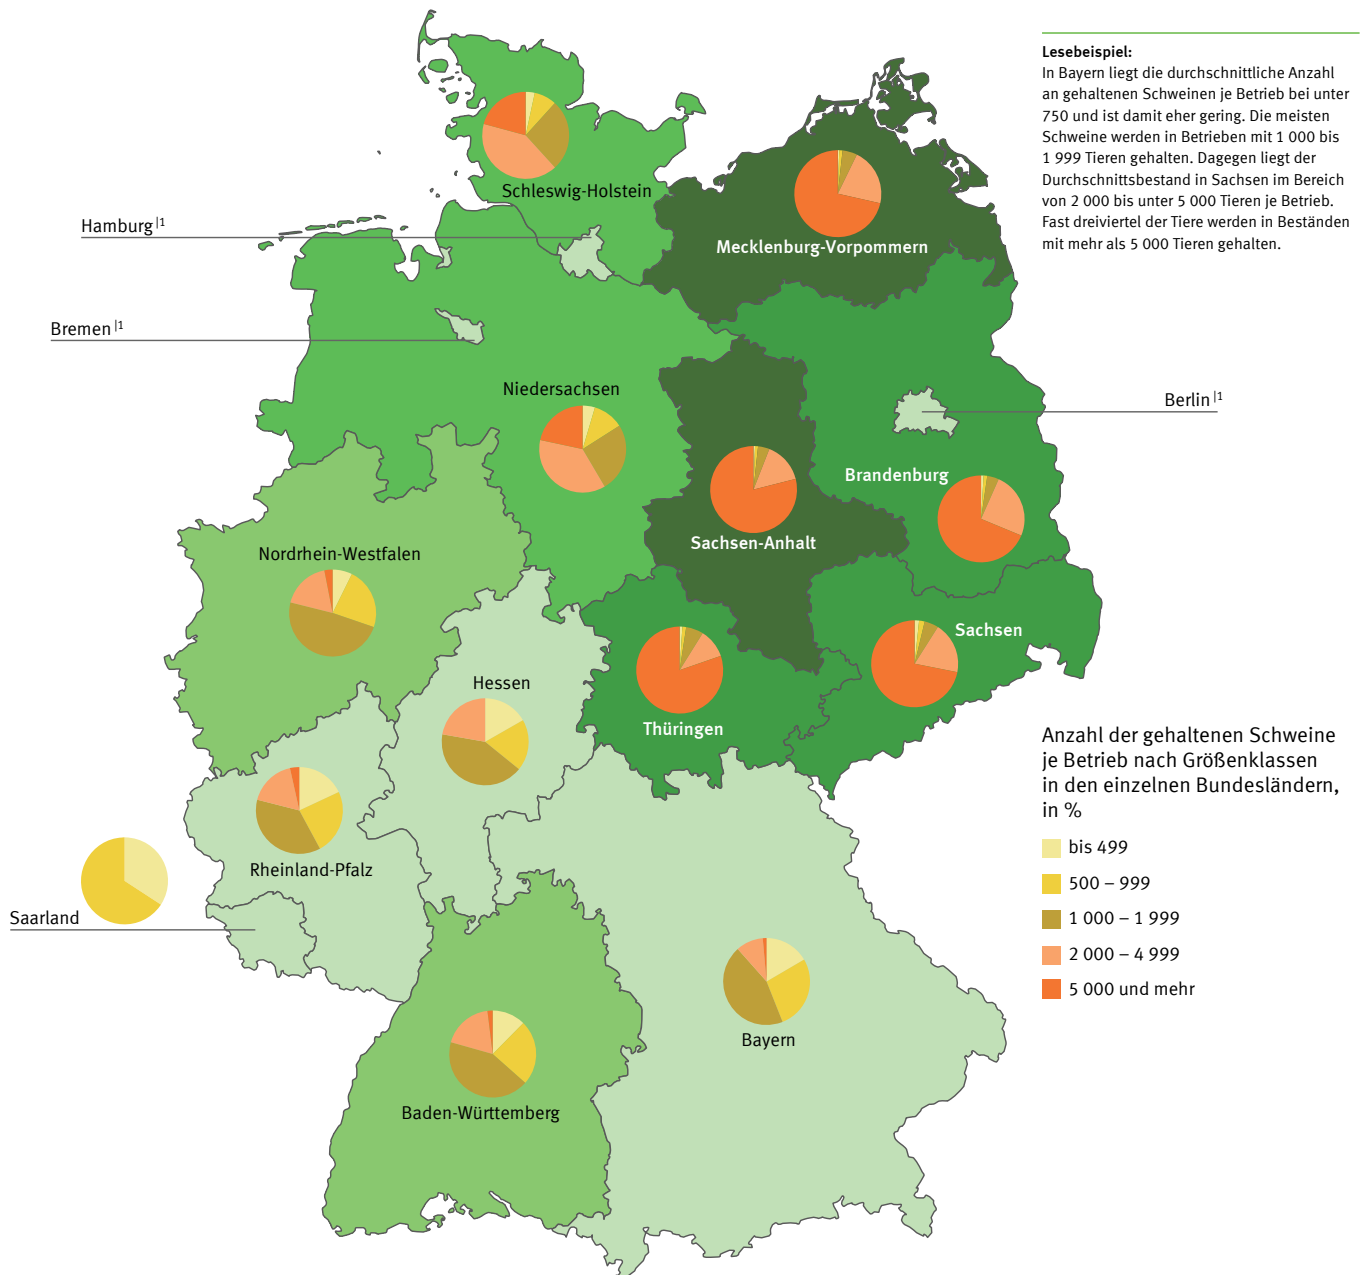 Lesebeispiel:
In Bayern liegt die durchschnittliche Anzahl
an gehaltenen Schweinen je Betrieb bei unter
750 und ist damit eher gering. Die meisten
Schweine werden in Betrieben mit 1 000 bis
1 999 Tieren gehalten. Dagegen liegt der
Durchschnittsbestand in Sachsen im Bereich
von 2 000 bis unter 5 000 Tieren je Betrieb.
Fast dreiviertel der Tiere werden in Beständen
mit mehr als 5 000 Tieren gehalten.
Schleswig-Holstein
Hamburg |1
Mecklenburg-Vorpommern
Bremen |1
Niedersachsen
Berlin |1
Brandenburg
Sachsen-Anhalt
Nordrhein-Westfalen
Sachsen
Hessen
Thüringen
Rheinland-Pfalz
Saarland
Bayern
Baden-Württemberg
Anzahl der gehaltenen Schweine
je Betrieb nach Größenklassen
in den einzelnen Bundesländern,
in %
bis 499
500 – 999
1 000 – 1 999
2 000 – 4 999
5 000 und mehr